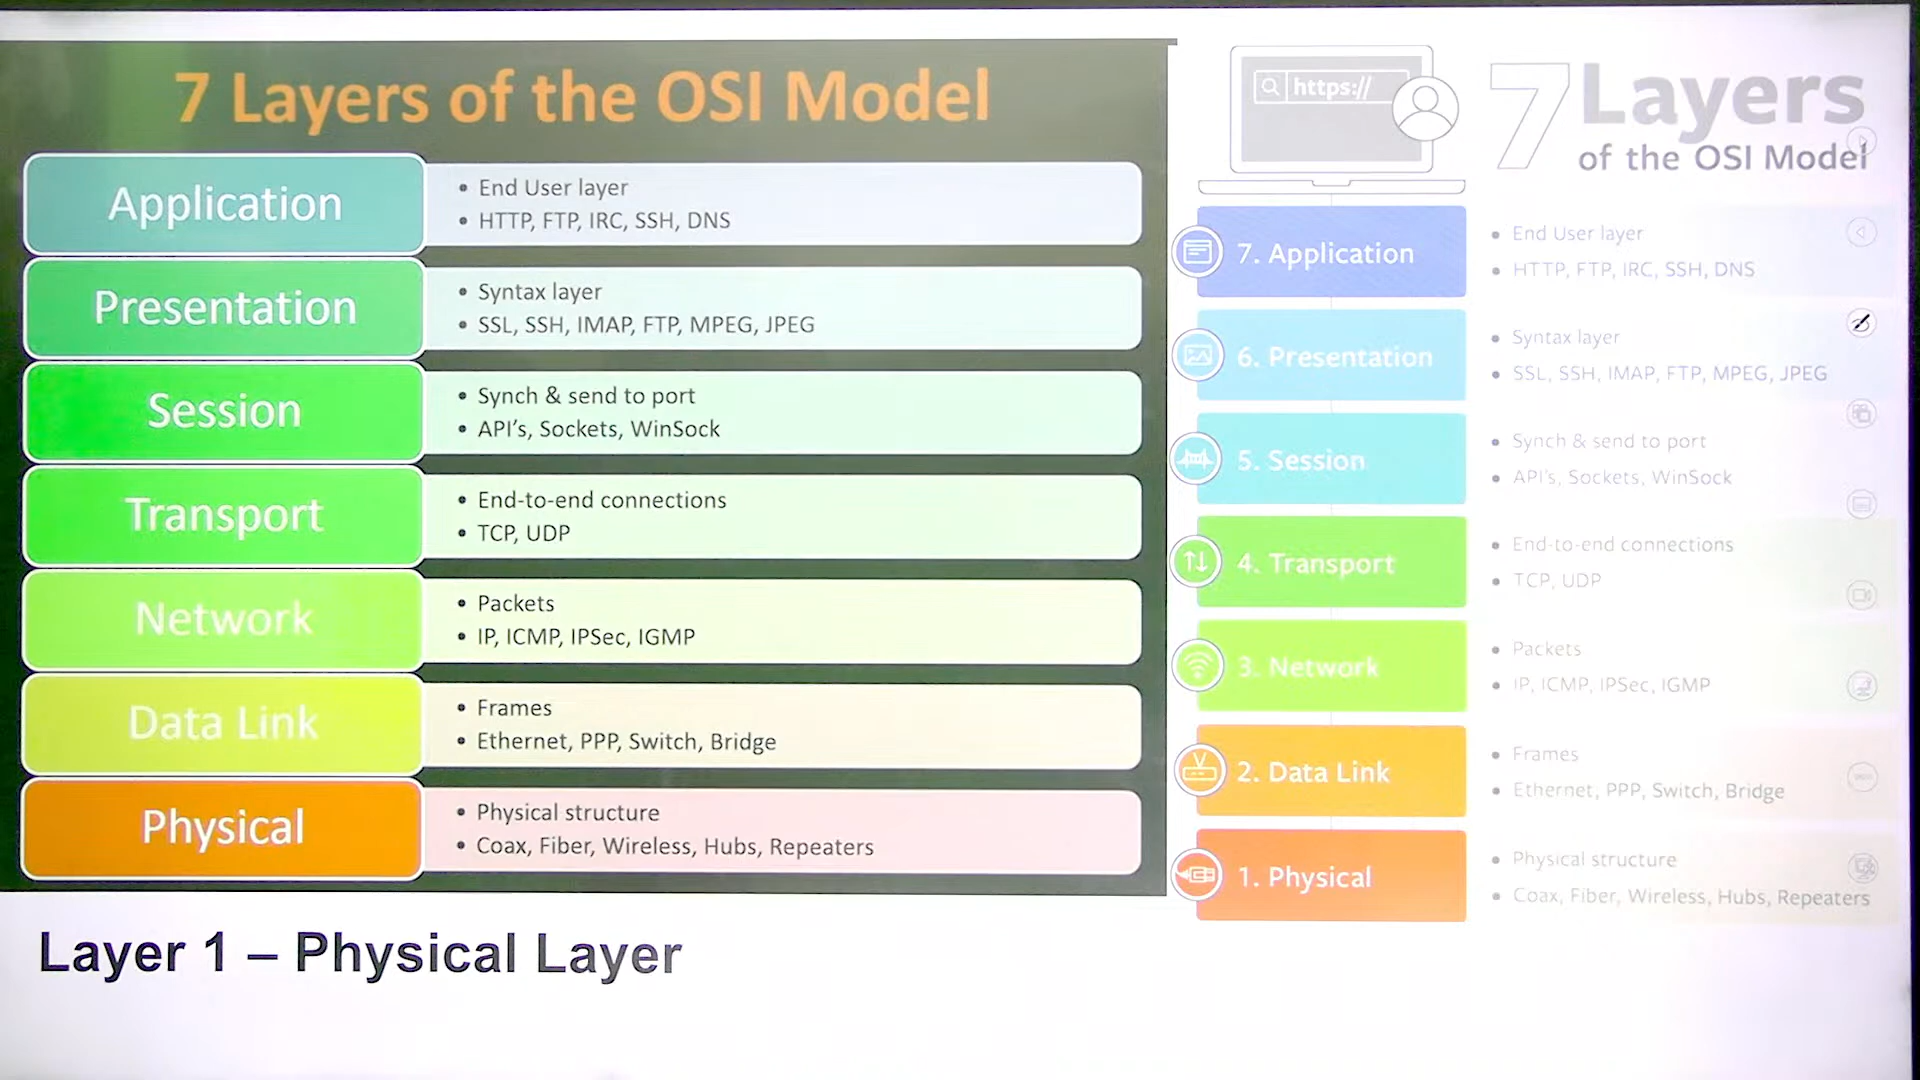 7 Layers of the OSI Model
Application
• End User layer
• HTTP, FTP, IRC, SSH, DNS
Presentation
• Syntax layer
• SSL, SSH, IMAP, FTP, MPEG, JPEG
Session
• Synch & send to port
• API's, Sockets, WinSock
Transport
• End-to-end connections
• TCP, UDP
Network
• Packets
• IP, ICMP, IPSec, IGMP
Data Link
• Frames
• Ethernet, PPP, Switch, Bridge
Physical
• Physical structure
• Coax, Fiber, Wireless, Hubs, Repeaters
Layer 1 – Physical Layer
https://
7 Layers
of the OSI Model
7. Application
• End User layer
• HTTP, FTP, IRC, SSH, DNS
6. Presentation
• Syntax layer
• SSL, SSH, IMAP, FTP, MPEG, JPEG
5. Session
• Synch & send to port
• API's, Sockets, WinSock
4. Transport
• End-to-end connections
• TCP, UDP
3. Network
• Packets
• IP, ICMP, IPSec, IGMP
2. Data Link
• Frames
• Ethernet, PPP, Switch, Bridge
1. Physical
• Physical structure
• Coax, Fiber, Wireless, Hubs, Repeaters